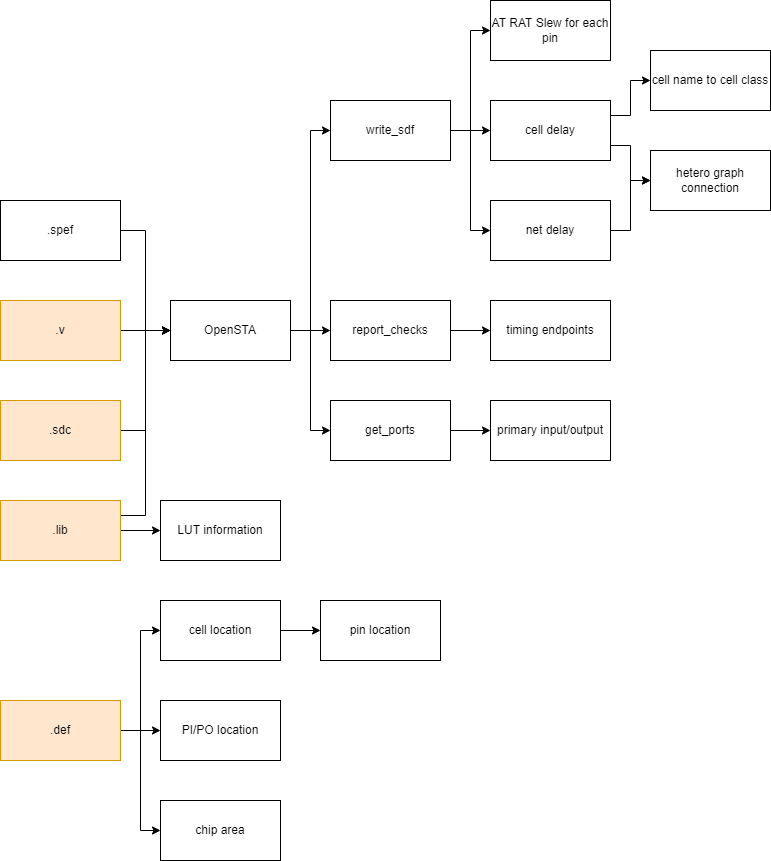 AT RAT Slew for each
pin
cell name to cell class
write_sdf
cell delay
hetero graph
connection
.spef
net delay
.v
OpenSTA
report_checks
timing endpoints
.sdc
get_ports
primary input/output
.lib
LUT information
cell location
pin location
.def
PI/PO location
chip area